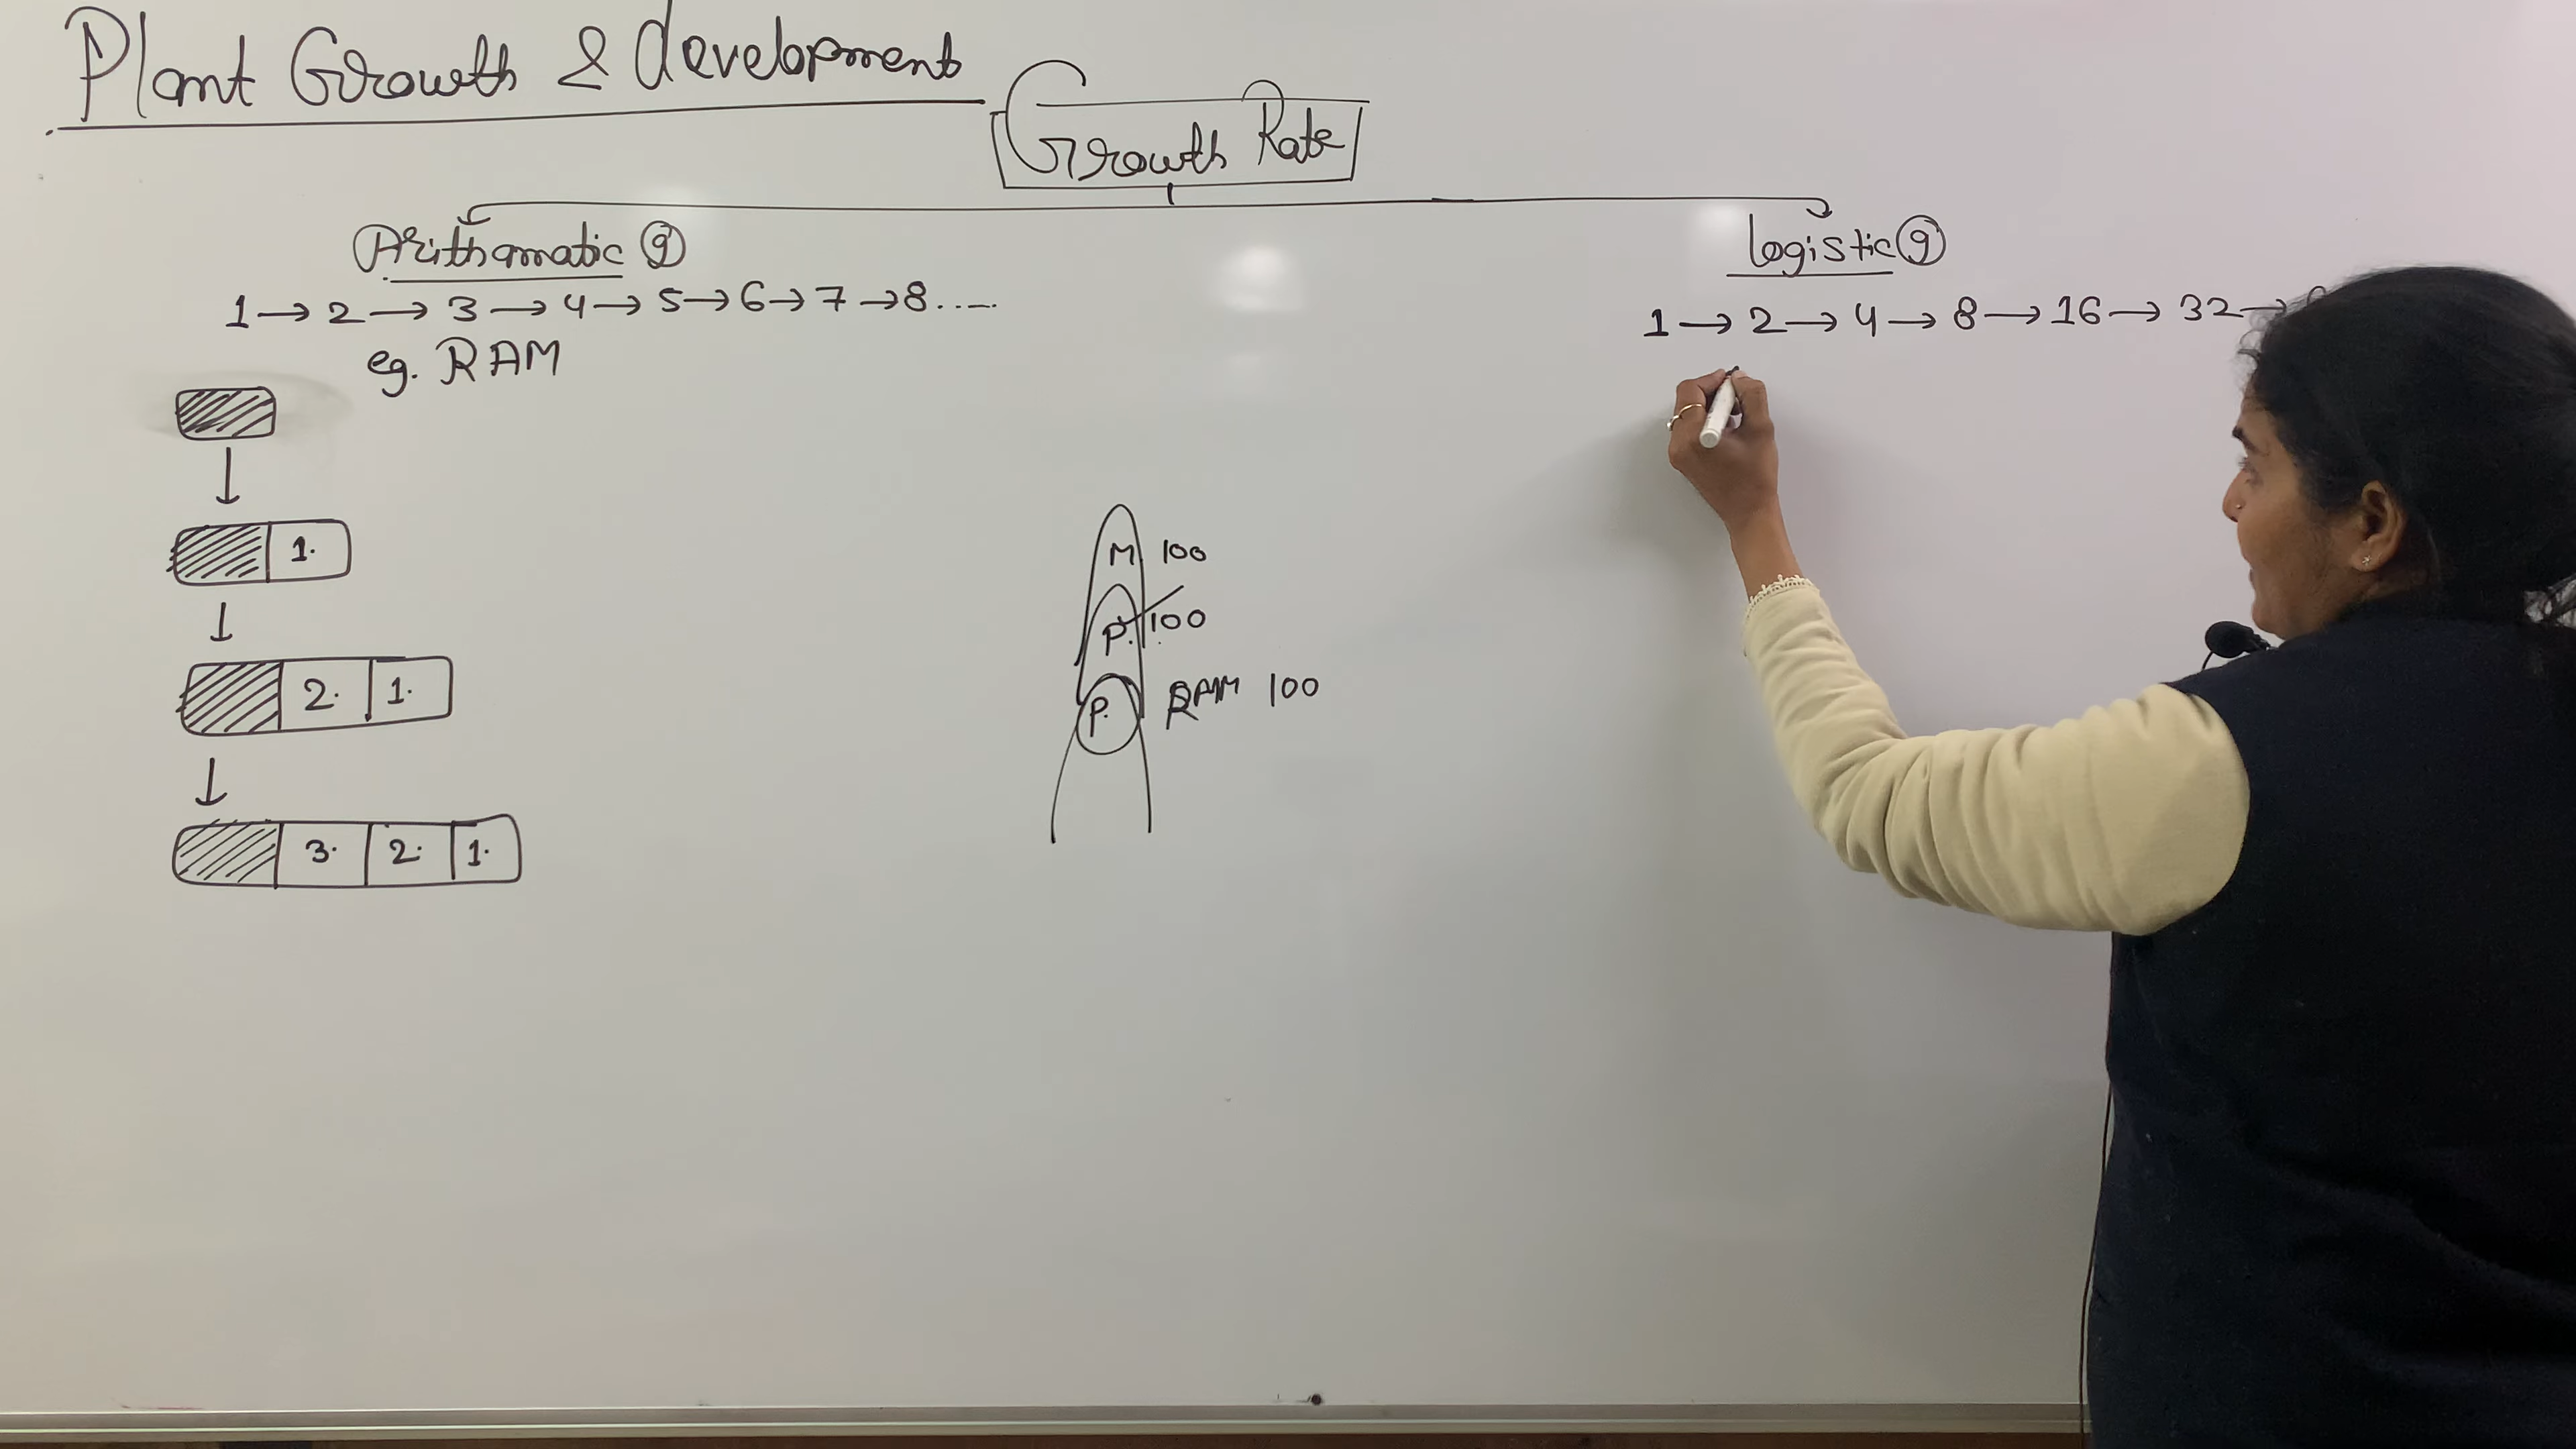 Plant Growth & development
Growth Rate
Arithamatic g
1 → 2 → 3 → 4 → 5 → 6 → 7 → 8.....
eg. RAM
1.
2. 1.
3. 2. 1.
M 100
P. 100
P. RAM 100
logistic g
1 → 2 → 4 → 8 → 16 → 32 →